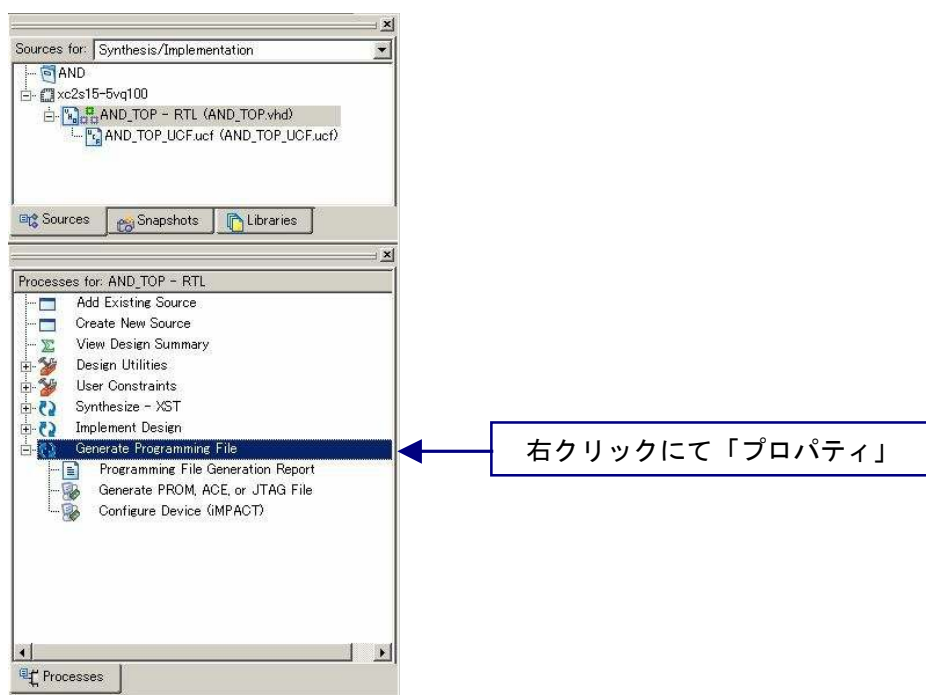 Sources for: Synthesis/Implementation
AND
xc2s15-5vq100
AND_TOP - RTL (AND_TOP.vhd)
AND_TOP_UCF.ucf (AND_TOP_UCF.ucf)
Sources Snapshots Libraries
Processes for: AND_TOP - RTL
Add Existing Source
Create New Source
View Design Summary
Design Utilities
User Constraints
Synthesize - XST
Implement Design
Generate Programming File
右クリックにて「プロパティ」
Programming File Generation Report
Generate PROM, ACE, or JTAG File
Configure Device (iMPACT)
Processes